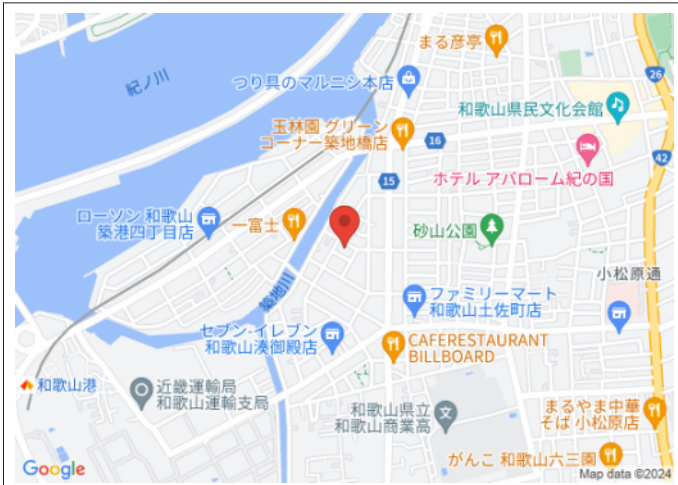 まる彦亭
紀ノ川
つり具のマルニシ本店
26
和歌山県民文化会館
玉林園 グリーン
コーナー築地橋店
16
42
ホテル アバローム紀の国
15
ローソン 和歌山
築港四丁目店
一富士
砂山公園
小松原通
築地川
ファミリーマート
和歌山土佐町店
セブン-イレブン
和歌山湊御殿店
CAFERESTAURANT
BILLBOARD
和歌山港
近畿運輸局
和歌山運輸支局
和歌山県立
和歌山商業高
まるやま中華
そば 小松原店
がんこ 和歌山六三園
Google
Map data ©2024